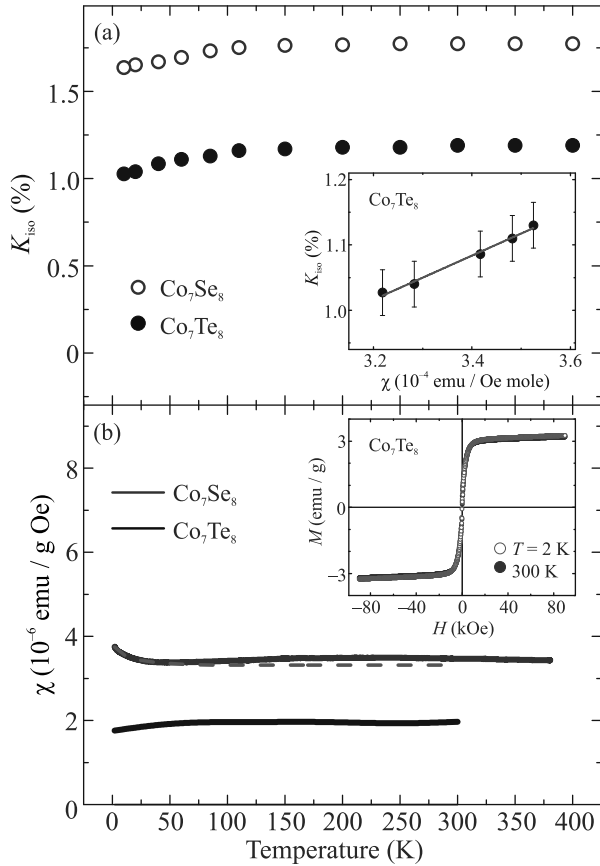 (a)
1.5
1.0
0.5
0
K_iso (%)
Co₇Se₈
Co₇Te₈
1.2
1.1
1.0
K_iso (%)
Co₇Te₈
3.2 3.4 3.6
χ (10⁻⁴ emu / Oe mole)
(b)
8
6
4
2
0
χ (10⁻⁶ emu / g Oe)
Co₇Se₈
Co₇Te₈
3
0
−3
M (emu / g)
Co₇Te₈
T = 2 K
300 K
−80 −40 0 40 80
H (kOe)
0 50 100 150 200 250 300 350 400
Temperature (K)